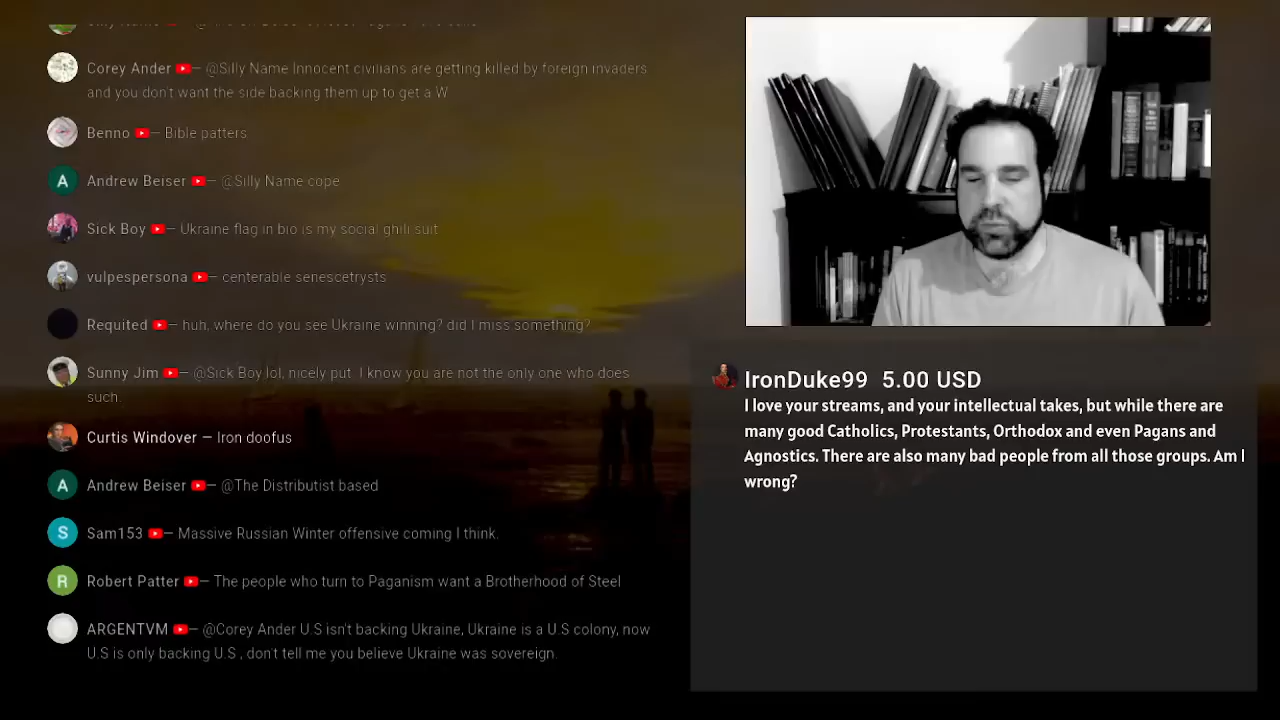 Corey Ander — @Silly Name Innocent civilians are getting killed by foreign invaders
and you don't want the side backing them up to get a W
Benno — Bible patters
A Andrew Beiser — @Silly Name cope
Sick Boy — Ukraine flag in bio is my social ghili suit
vulpespersona — centerable senescetrysts
Requited — huh, where do you see Ukraine winning? did I miss something?
Sunny Jim — @Sick Boy lol, nicely put. I know you are not the only one who does
such.
Curtis Windover — Iron doofus
A Andrew Beiser — @The Distributist based
S Sam153 — Massive Russian Winter offensive coming I think.
R Robert Patter — The people who turn to Paganism want a Brotherhood of Steel
ARGENTVM — @Corey Ander U.S isn't backing Ukraine, Ukraine is a U.S colony, now
U.S is only backing U.S , don't tell me you believe Ukraine was sovereign.
IronDuke99 5.00 USD
I love your streams, and your intellectual takes, but while there are
many good Catholics, Protestants, Orthodox and even Pagans and
Agnostics. There are also many bad people from all those groups. Am I
wrong?